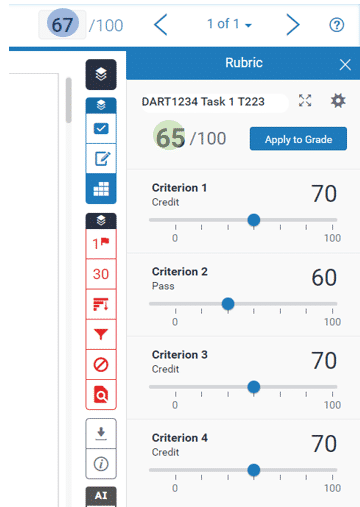 67 /100
1 of 1
?
Rubric
DART1234 Task 1 T223
65 /100
Apply to Grade
Criterion 1
Credit
70
0 100
Criterion 2
Pass
60
0 100
Criterion 3
Credit
70
0 100
Criterion 4
Credit
70
0 100
1
30
i
AI